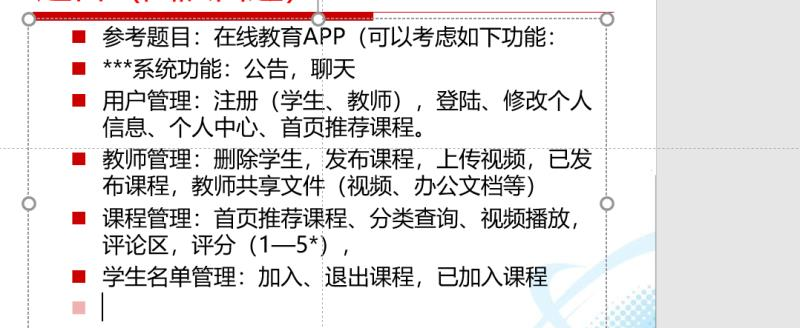 参考题目：在线教育APP（可以考虑如下功能：
***系统功能：公告，聊天
用户管理：注册（学生、教师），登陆、修改个人
信息、个人中心、首页推荐课程。
教师管理：删除学生，发布课程，上传视频，已发
布课程，教师共享文件（视频、办公文档等）
课程管理：首页推荐课程、分类查询、视频播放，
评论区，评分（1—5*），
学生名单管理：加入、退出课程，已加入课程